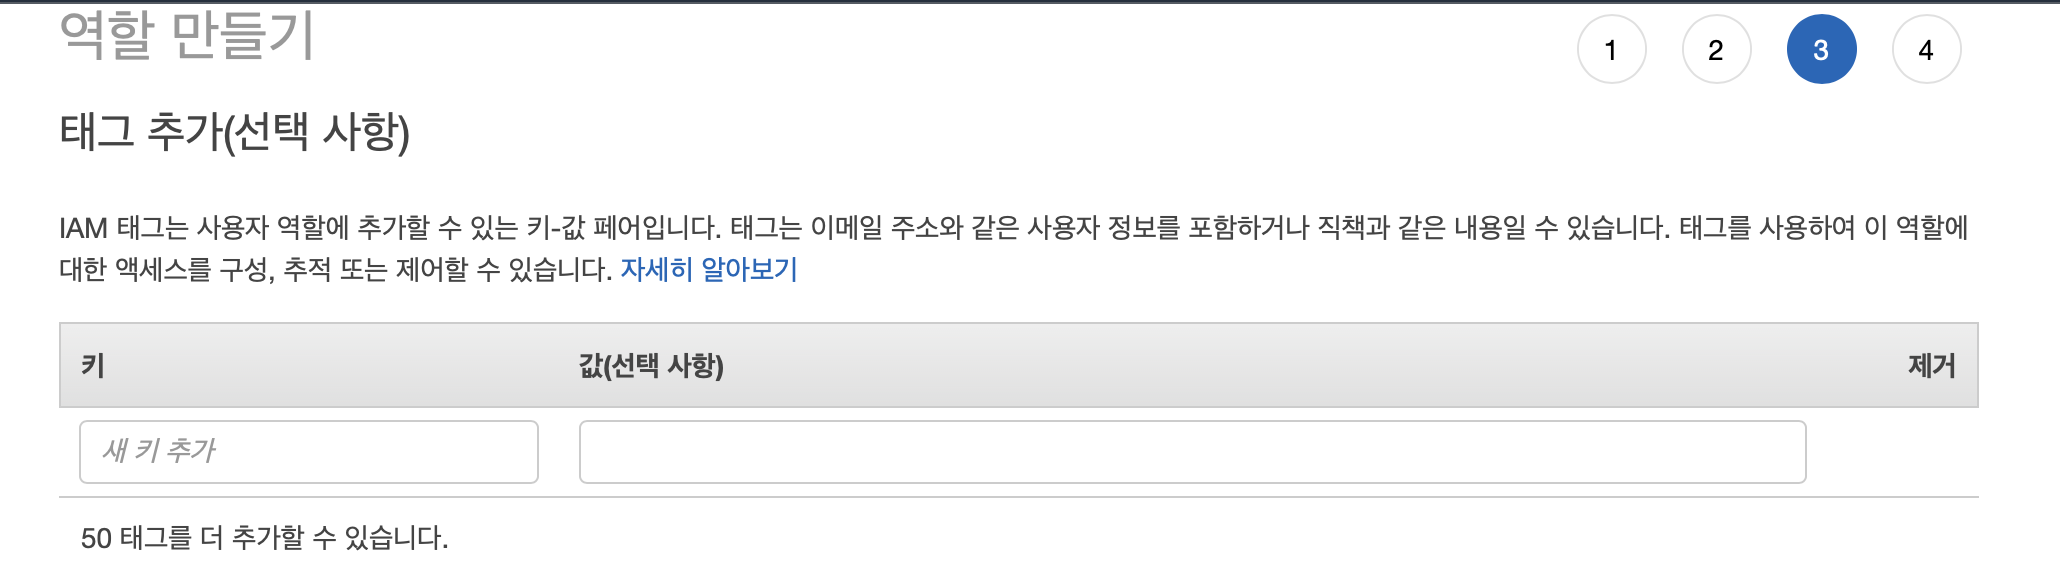 역할 만들기
1 2 3 4
태그 추가(선택 사항)
IAM 태그는 사용자 역할에 추가할 수 있는 키-값 페어입니다. 태그는 이메일 주소와 같은 사용자 정보를 포함하거나 직책과 같은 내용일 수 있습니다. 태그를 사용하여 이 역할에
대한 액세스를 구성, 추적 또는 제어할 수 있습니다. 자세히 알아보기
키 값(선택 사항) 제거
새 키 추가
50 태그를 더 추가할 수 있습니다.